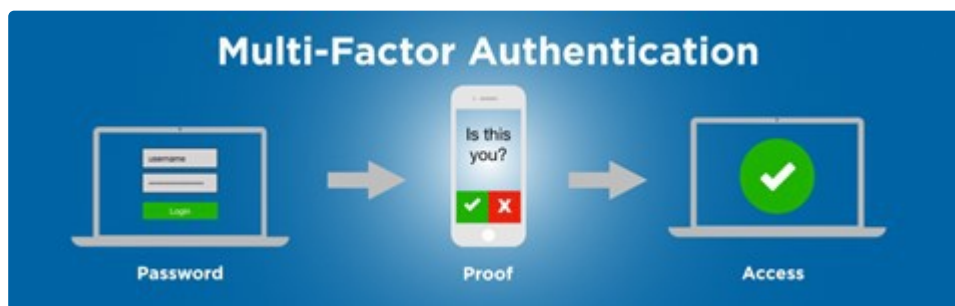 Multi-Factor Authentication
username
Login
Is this
you?
X
Password
Proof
Access